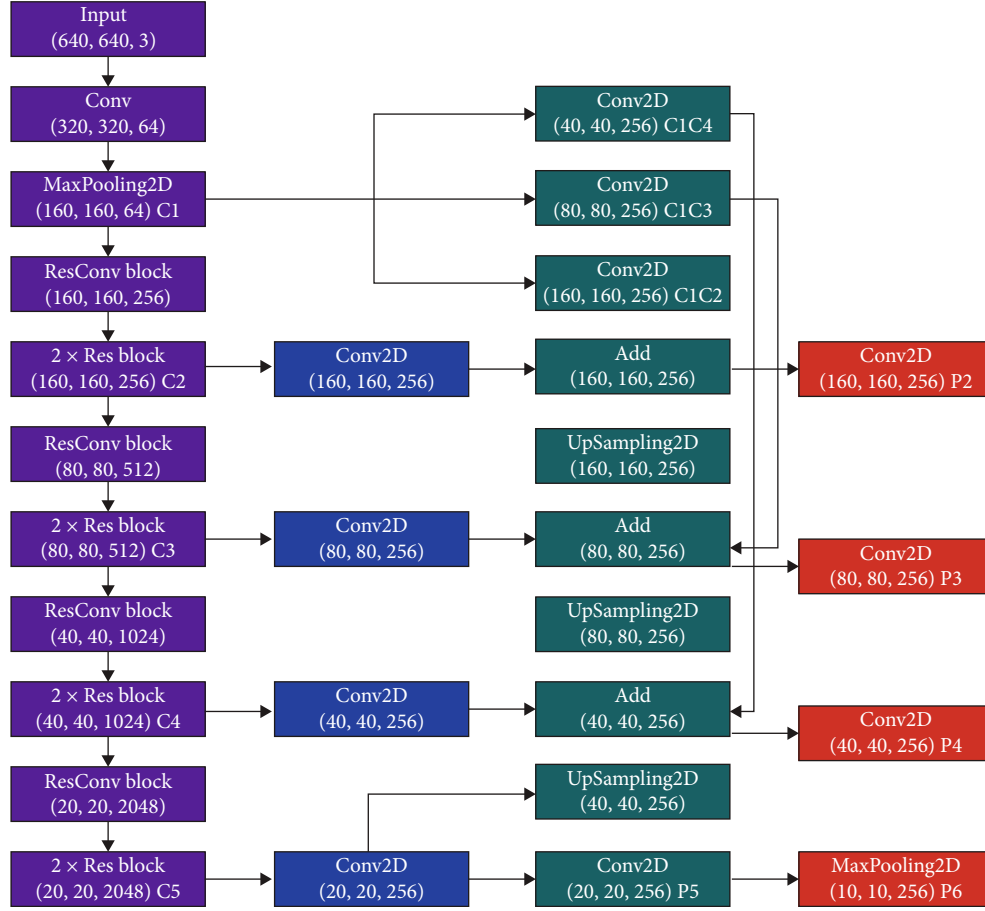 Input
(640, 640, 3)
Conv
(320, 320, 64)
MaxPooling2D
(160, 160, 64) C1
ResConv block
(160, 160, 256)
2 × Res block
(160, 160, 256) C2
ResConv block
(80, 80, 512)
2 × Res block
(80, 80, 512) C3
ResConv block
(40, 40, 1024)
2 × Res block
(40, 40, 1024) C4
ResConv block
(20, 20, 2048)
2 × Res block
(20, 20, 2048) C5
Conv2D
(160, 160, 256)
Conv2D
(80, 80, 256)
Conv2D
(40, 40, 256)
Conv2D
(20, 20, 256)
Conv2D
(40, 40, 256) C1C4
Conv2D
(80, 80, 256) C1C3
Conv2D
(160, 160, 256) C1C2
Add
(160, 160, 256)
UpSampling2D
(160, 160, 256)
Add
(80, 80, 256)
UpSampling2D
(80, 80, 256)
Add
(40, 40, 256)
UpSampling2D
(40, 40, 256)
Conv2D
(20, 20, 256) P5
Conv2D
(160, 160, 256) P2
Conv2D
(80, 80, 256) P3
Conv2D
(40, 40, 256) P4
MaxPooling2D
(10, 10, 256) P6